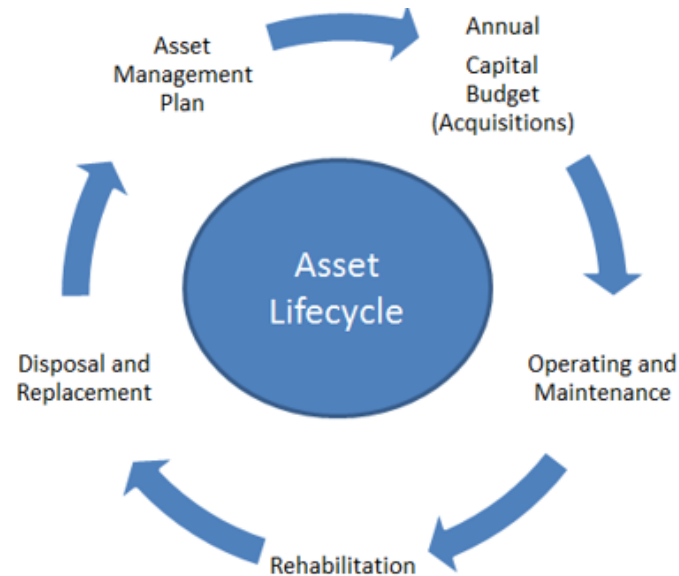 Asset
Management
Plan
Annual
Capital
Budget
(Acquisitions)
Asset
Lifecycle
Operating and
Maintenance
Rehabilitation
Disposal and
Replacement